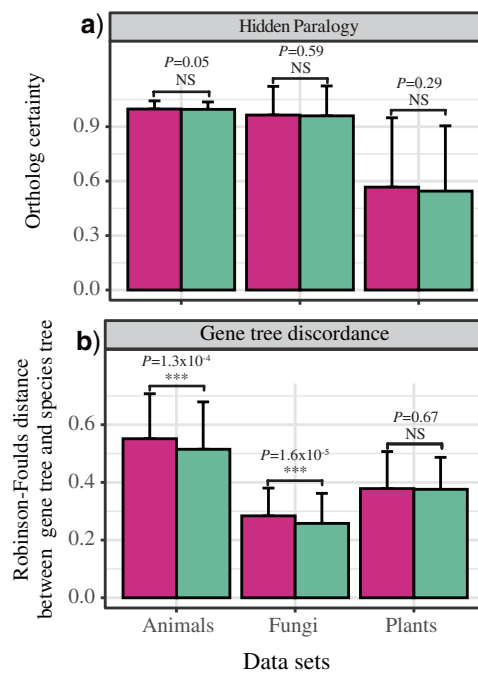 a)
Hidden Paralogy
P=0.05
NS
P=0.59
NS
P=0.29
NS
Ortholog certainty
0.9
0.6
0.3
0.0
b)
Gene tree discordance
P=1.3x10-4
***
P=1.6x10-5
***
P=0.67
NS
Robinson-Foulds distance
between gene tree and species tree
0.6
0.4
0.2
0.0
Animals Fungi Plants
Data sets